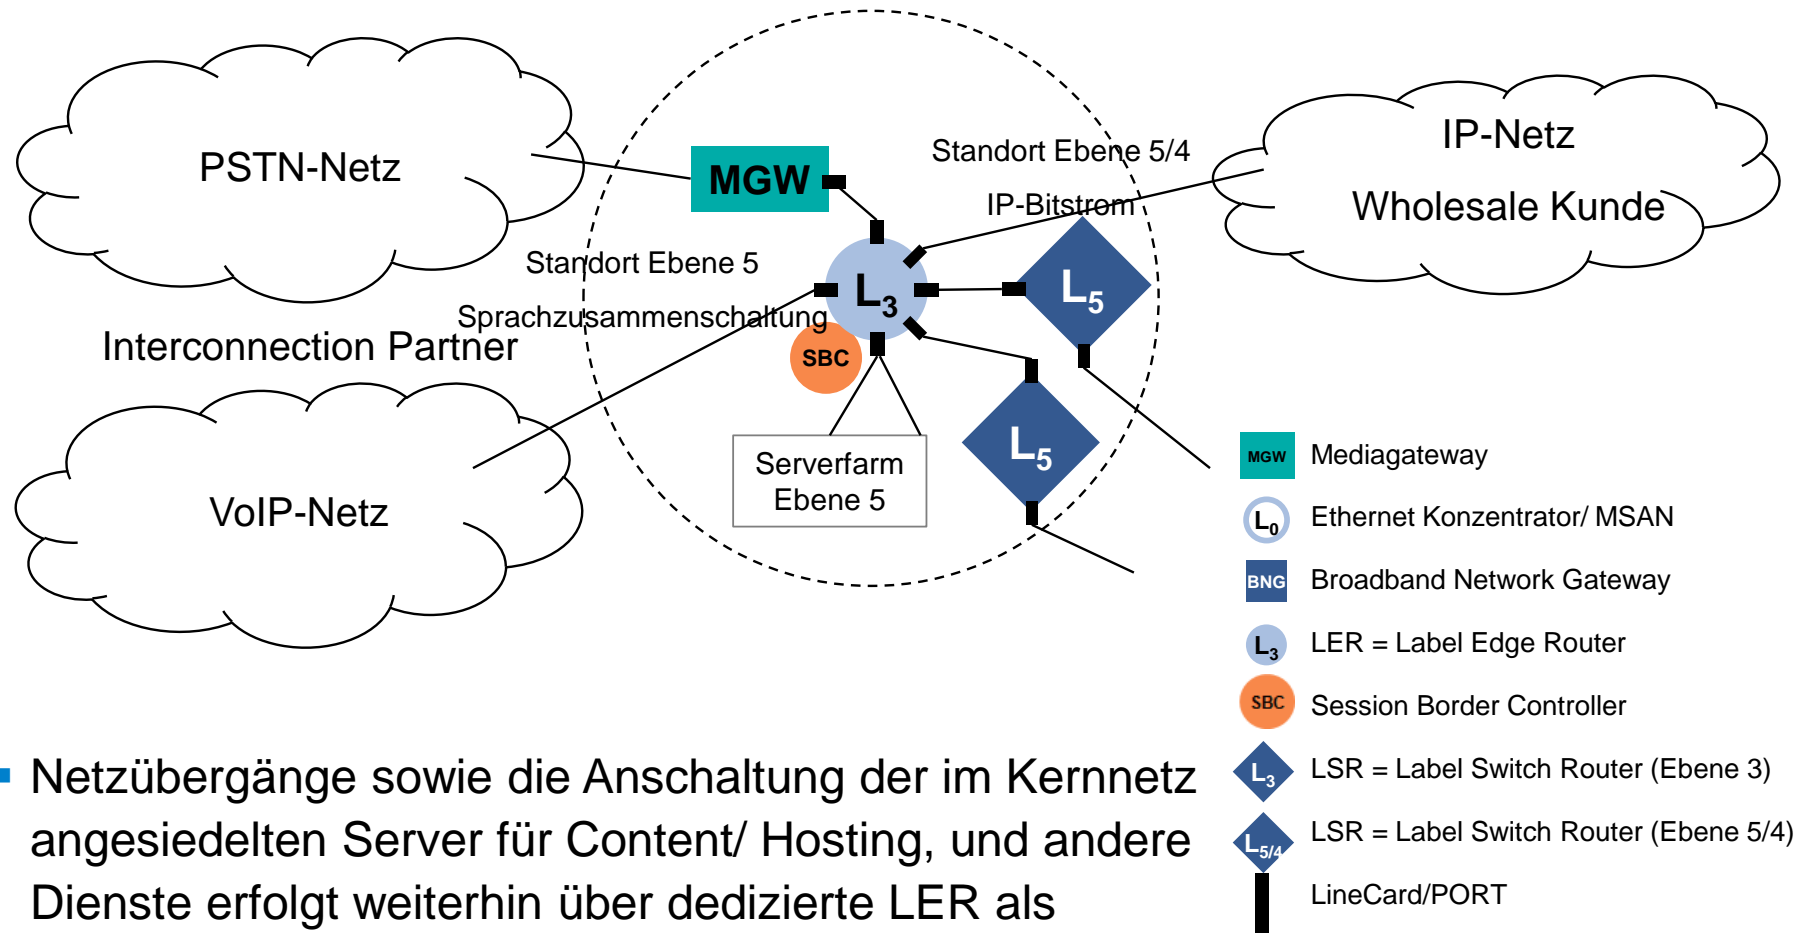 PSTN-Netz
MGW
Standort Ebene 5/4
IP-Bitstrom
IP-Netz
Wholesale Kunde
Standort Ebene 5
Sprachzusammenschaltung
L3
L5
Interconnection Partner
SBC
VoIP-Netz
L5
Serverfarm
Ebene 5
MGW Mediagateway
L0 Ethernet Konzentrator/ MSAN
BNG Broadband Network Gateway
L3 LER = Label Edge Router
SBC Session Border Controller
L3 LSR = Label Switch Router (Ebene 3)
L5/4 LSR = Label Switch Router (Ebene 5/4)
LineCard/PORT
Netzübergänge sowie die Anschaltung der im Kernnetz
angesiedelten Server für Content/ Hosting, und andere
Dienste erfolgt weiterhin über dedizierte LER als